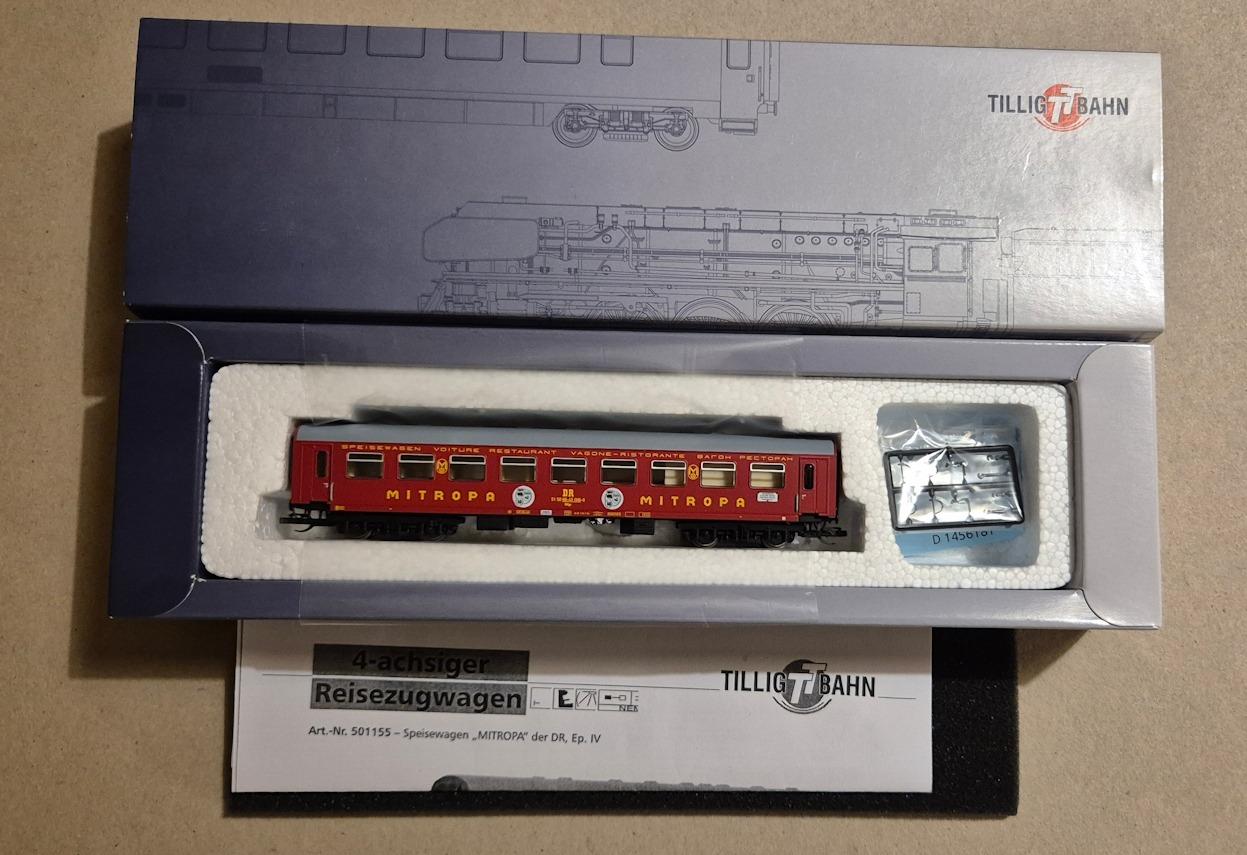 TILLIG TT BAHN
SPEISEWAGEN VOITURE RESTAURANT VAGONE-RISTORANTE ВАГОН РЕСТОРАН
MITROPA
DR
MITROPA
D 1456181
4-achsiger
Reisezugwagen
TILLIG TT BAHN
Art.-Nr. 501155 – Speisewagen „MITROPA“ der DR, Ep. IV